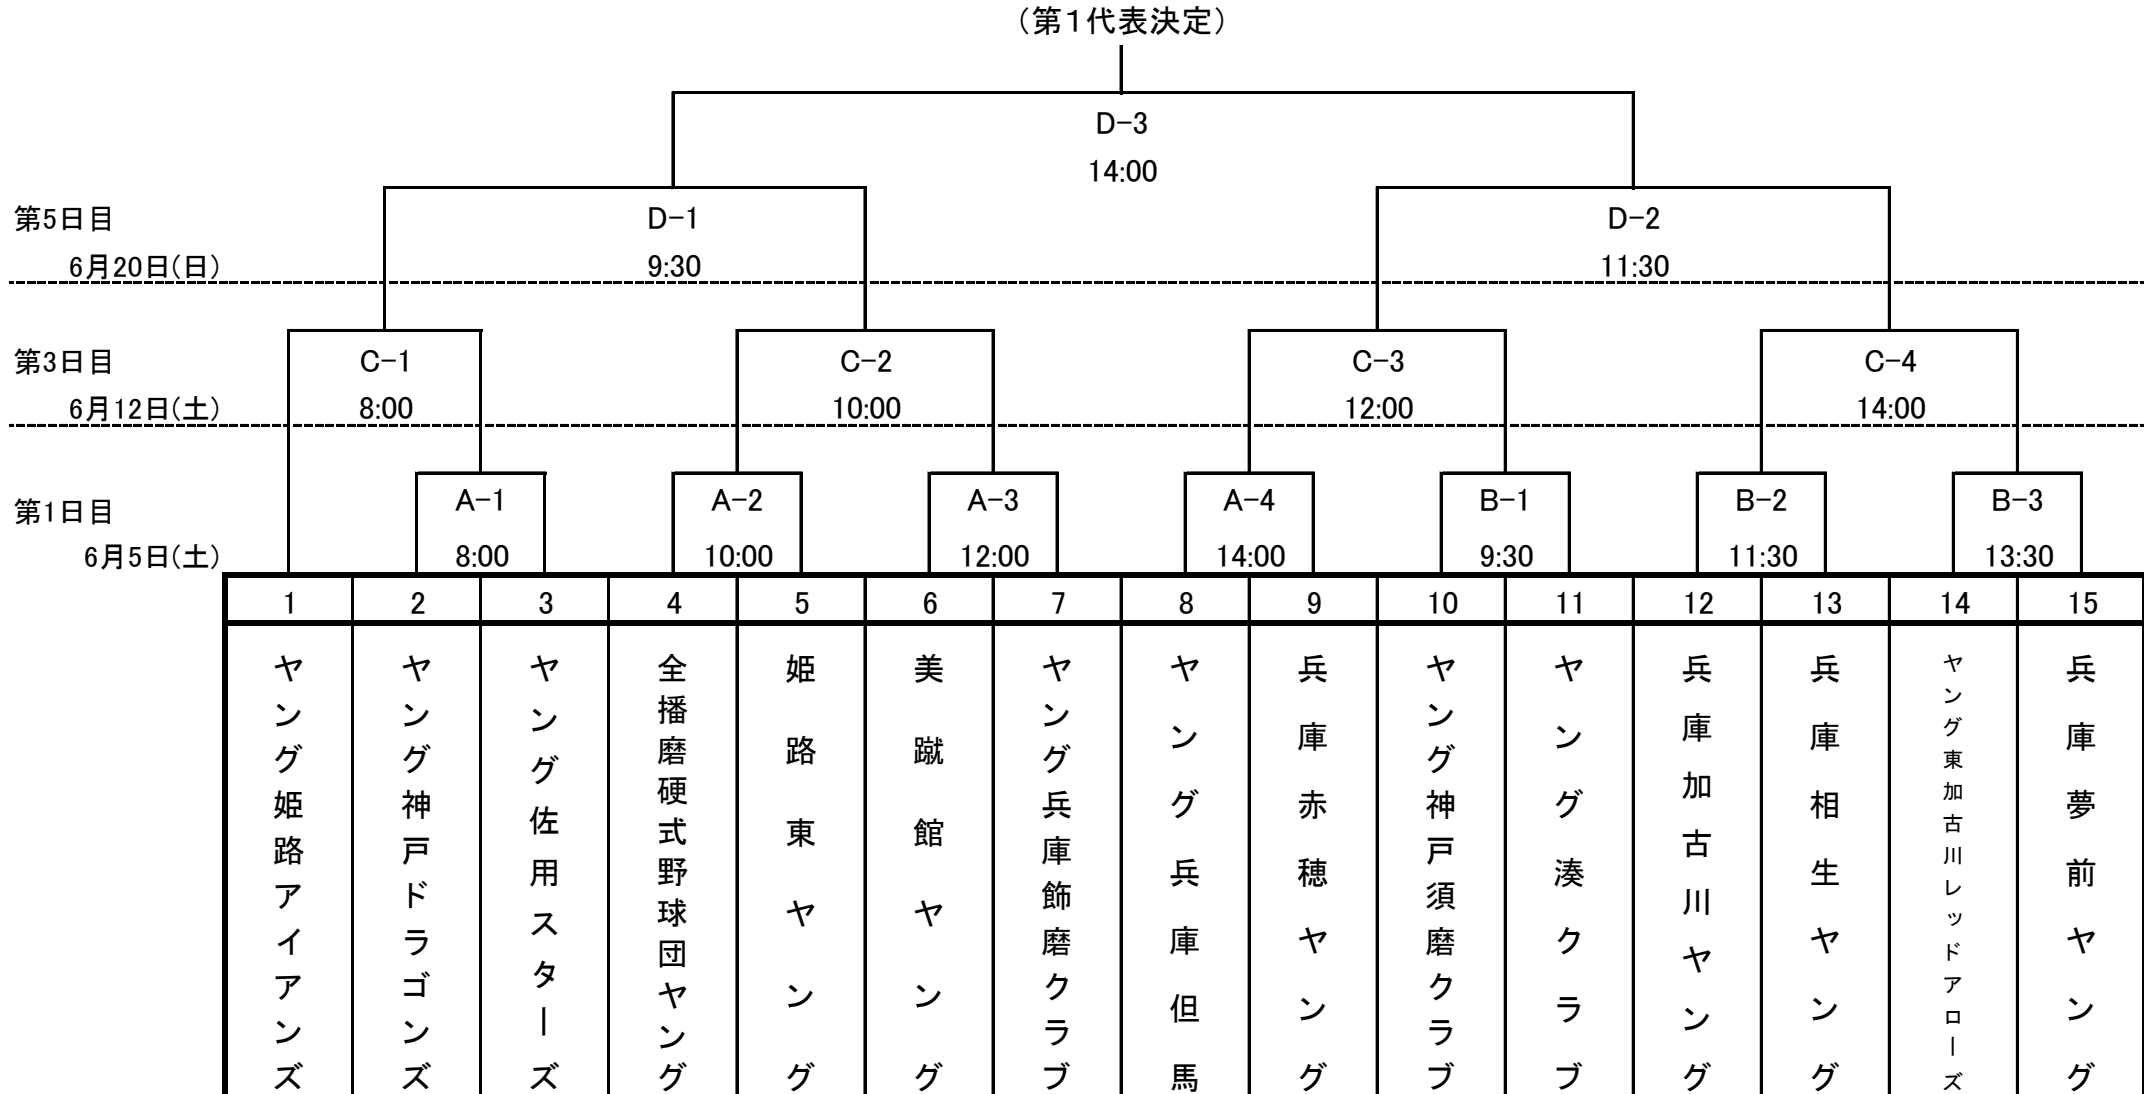 （第１代表決定）
D−3
14:00
第5日目
D−1
D−2
6月20日(日)
9:30
11:30
第3日目
C−1
C−2
C−3
C−4
6月12日(土)
8:00
10:00
12:00
14:00
第1日目
A−1
A−2
A−3
A−4
B−1
B−2
B−3
6月5日(土)
8:00
10:00
12:00
14:00
9:30
11:30
13:30
1
2
3
4
5
6
7
8
9
10
11
12
13
14
15
ヤング姫路アイアンズ
ヤング神戸ドラゴンズ
ヤング佐用スターズ
全播磨硬式野球団ヤング
姫路東ヤング
美蹴館ヤング
ヤング兵庫飾磨クラブ
ヤング兵庫但馬
兵庫赤穂ヤング
ヤング神戸須磨クラブ
ヤング湊クラブ
兵庫加古川ヤング
兵庫相生ヤング
ヤング東加古川レッドアローズ
兵庫夢前ヤング